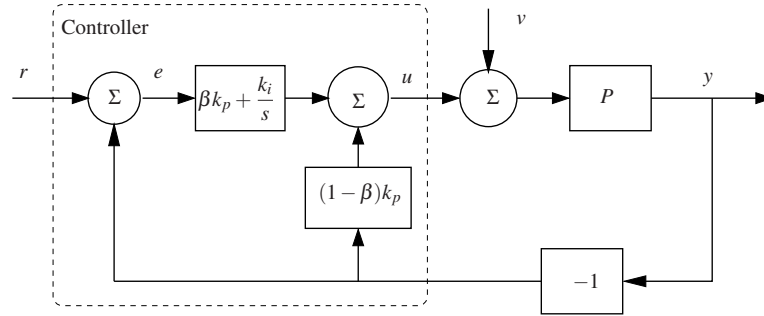 Controller
v
r
e
u
y
Σ
βk_p + k_i/s
Σ
Σ
P
(1−β)k_p
−1